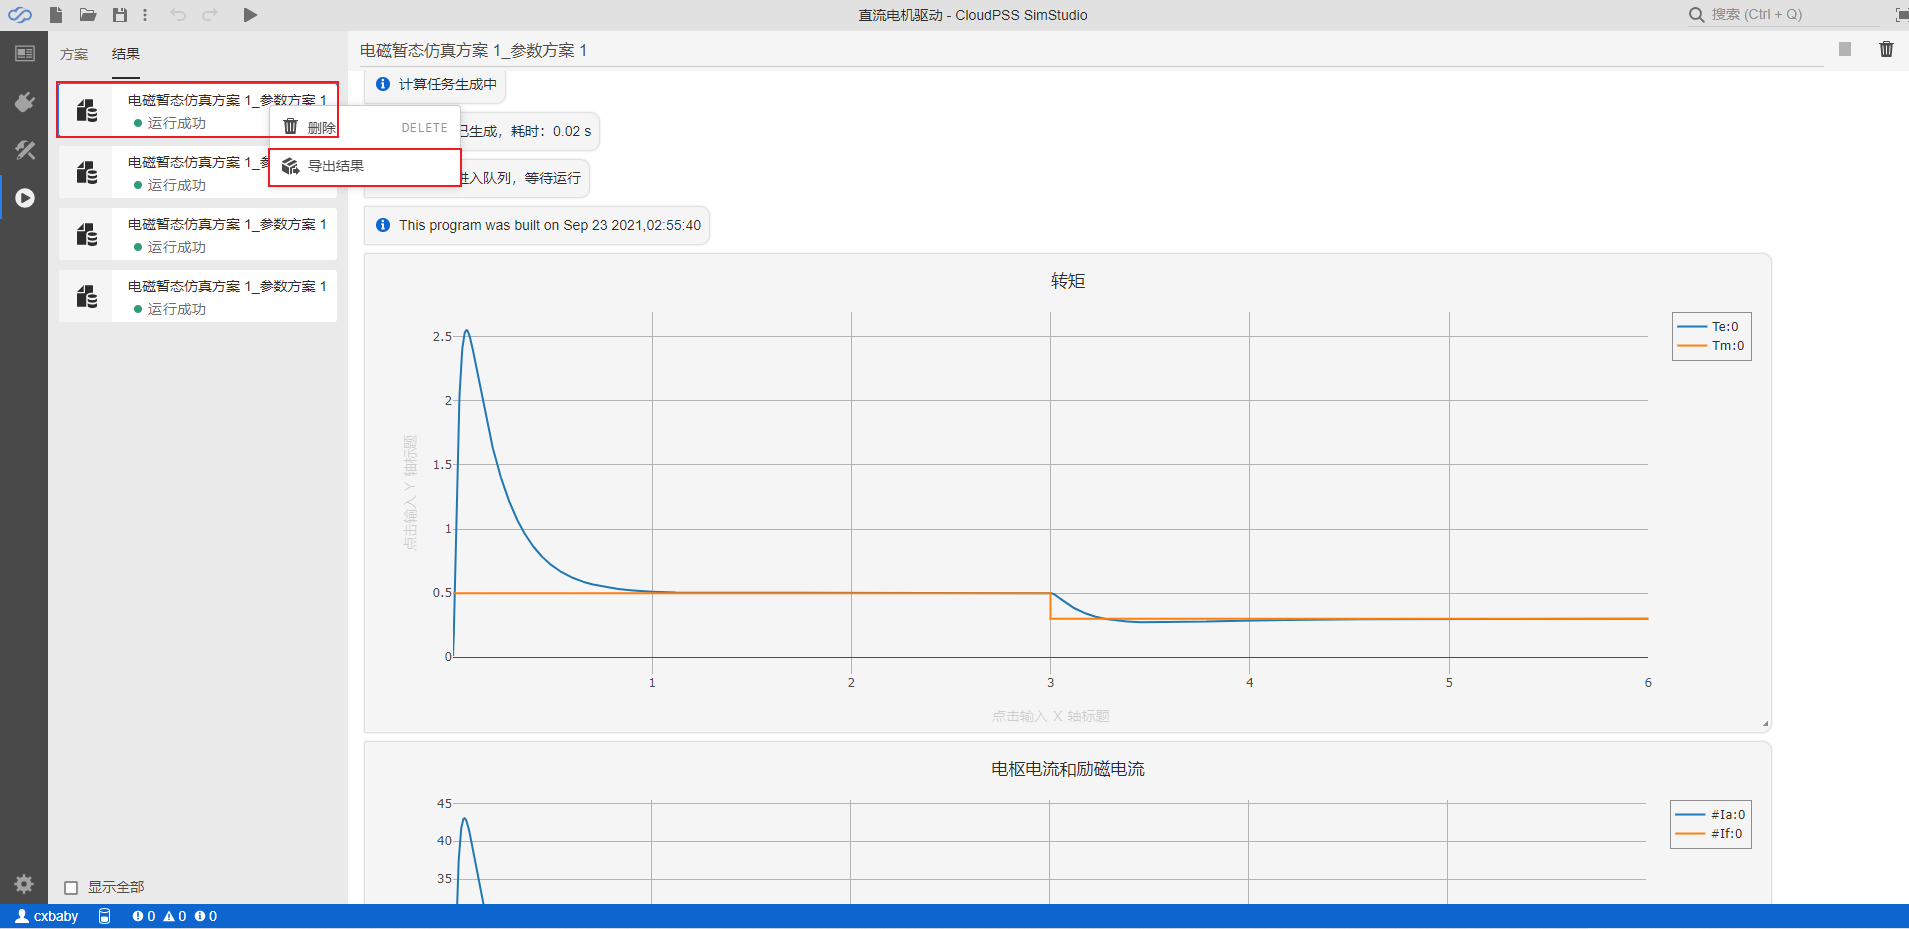 直流电机驱动 - CloudPSS SimStudio
搜索 (Ctrl + Q)
方案
结果
电磁暂态仿真方案 1_参数方案 1
运行成功
删除
DELETE
导出结果
电磁暂态仿真方案 1_参
运行成功
电磁暂态仿真方案 1_参数方案 1
运行成功
电磁暂态仿真方案 1_参数方案 1
运行成功
显示全部
电磁暂态仿真方案 1_参数方案 1
计算任务生成中
已生成，耗时：0.02 s
进入队列，等待运行
This program was built on Sep 23 2021,02:55:40
转矩
Te:0
Tm:0
点击输入 Y 轴标题
2.5
2
1.5
1
0.5
0
1
2
3
4
5
6
点击输入 X 轴标题
电枢电流和励磁电流
#Ia:0
#If:0
45
40
35
cxbaby
0
0
0